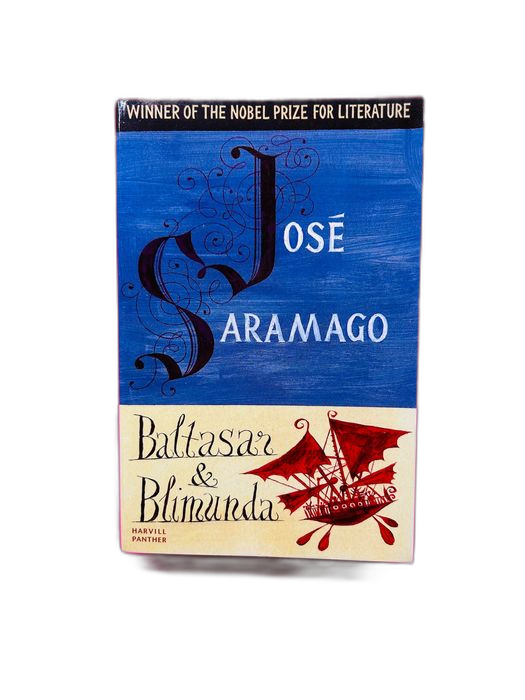 WINNER OF THE NOBEL PRIZE FOR LITERATURE
JOSÉ
SARAMAGO
Baltasar
&
Blimunda
HARVILL
PANTHER